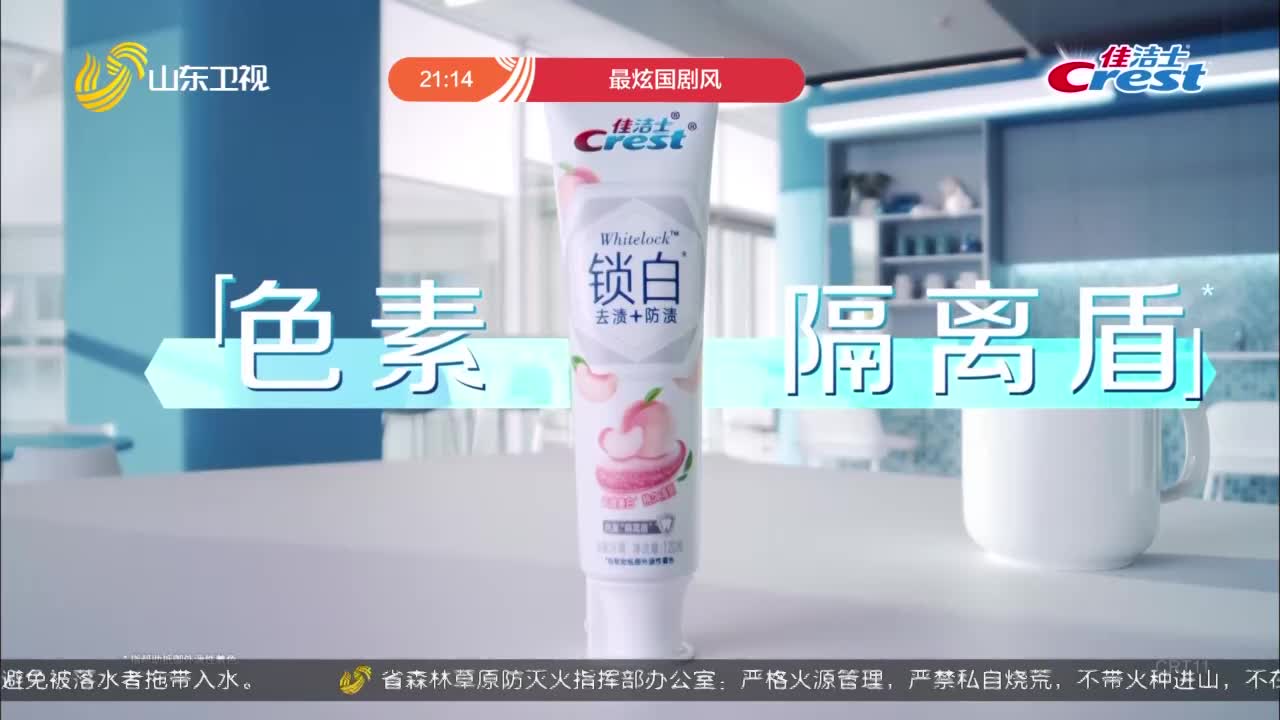 山东卫视
21:14
最炫国剧风
佳洁士
Crest
佳洁士®
Crest®
Whitelock™
锁白*
去渍+防渍
「色素 隔离盾」*
避免被落水者拖带入水。
省森林草原防灭火指挥部办公室：严格火源管理，严禁私自烧荒，不带火种进山，不在